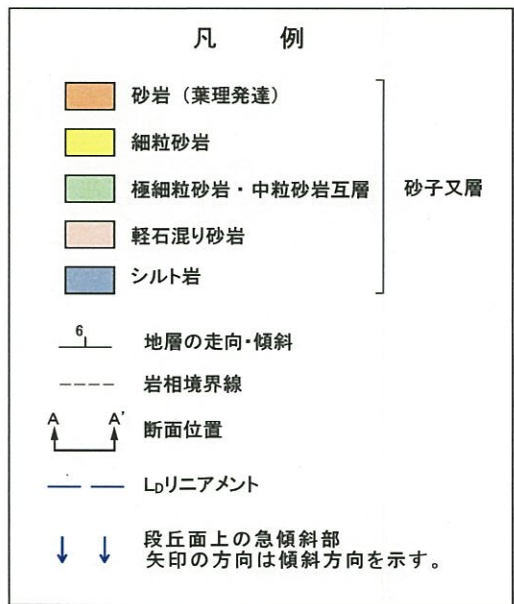 凡 例
砂岩（葉理発達）
細粒砂岩
極細粒砂岩・中粒砂岩互層
砂子又層
軽石混り砂岩
シルト岩
6
地層の走向・傾斜
岩相境界線
A A'
断面位置
LDリニアメント
段丘面上の急傾斜部
矢印の方向は傾斜方向を示す。